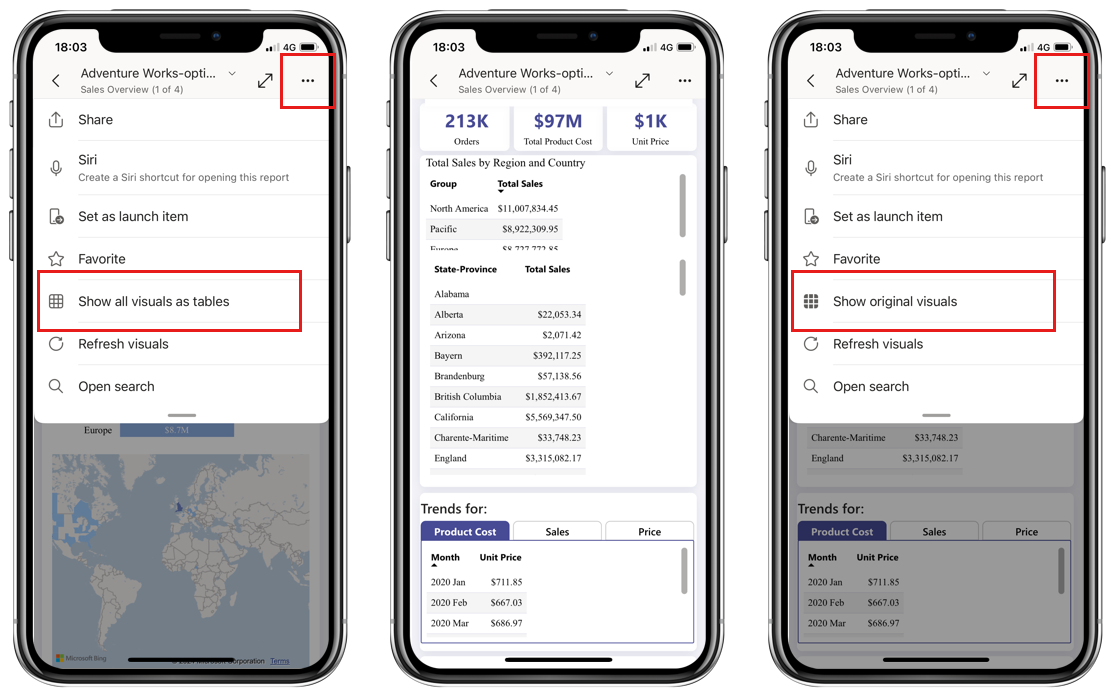 18:03
4G
Adventure Works-opti...
Sales Overview (1 of 4)
Share
Siri
Create a Siri shortcut for opening this report
Set as launch item
Favorite
Show all visuals as tables
Refresh visuals
Open search
Europe
$8.7M
Microsoft Bing
© 2024 Microsoft Corporation Terms
18:03
4G
Adventure Works-opti...
Sales Overview (1 of 4)
213K
Orders
$97M
Total Product Cost
$1K
Unit Price
Total Sales by Region and Country
Group Total Sales
North America $11,007,834.45
Pacific $8,922,309.95
Europe $8,727,772.85
State-Province Total Sales
Alabama
Alberta $22,053.34
Arizona $2,071.42
Bayern $392,117.25
Brandenburg $57,138.56
British Columbia $1,852,413.67
California $5,569,347.50
Charente-Maritime $33,748.23
England $3,315,082.17
Trends for:
Product Cost Sales Price
Month Unit Price
2020 Jan $711.85
2020 Feb $667.03
2020 Mar $686.97
18:03
4G
Adventure Works-opti...
Sales Overview (1 of 4)
Share
Siri
Create a Siri shortcut for opening this report
Set as launch item
Favorite
Show original visuals
Refresh visuals
Open search
Charente-Maritime $33,748.23
England $3,315,082.17
Trends for:
Product Cost Sales Price
Month Unit Price
2020 Jan $711.85
2020 Feb $667.03
2020 Mar $686.97